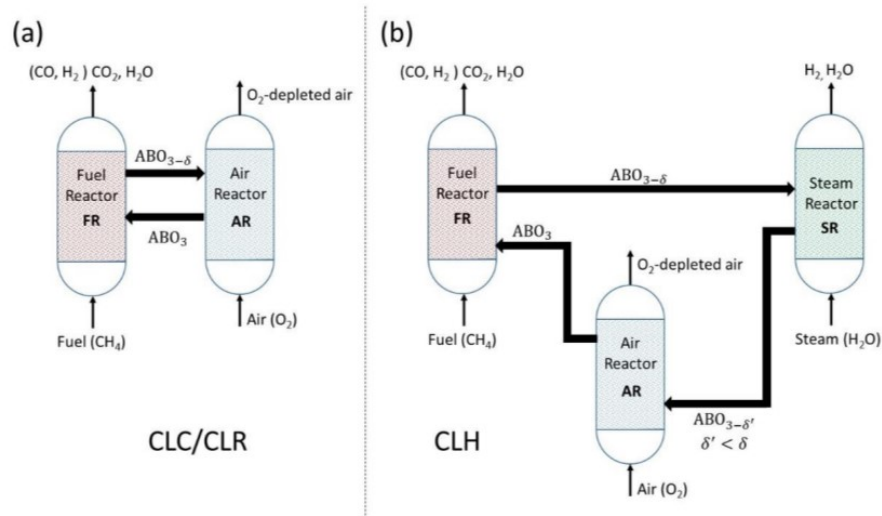 (a)
(CO, H₂ ) CO₂, H₂O
O₂-depleted air
ABO₃₋δ
Fuel
Reactor
FR
Air
Reactor
AR
ABO₃
Fuel (CH₄)
Air (O₂)
CLC/CLR
(b)
(CO, H₂ ) CO₂, H₂O
H₂, H₂O
Fuel
Reactor
FR
ABO₃₋δ
Steam
Reactor
SR
ABO₃
O₂-depleted air
Fuel (CH₄)
Steam (H₂O)
Air
Reactor
AR
ABO₃₋δ′
δ′ < δ
CLH
Air (O₂)